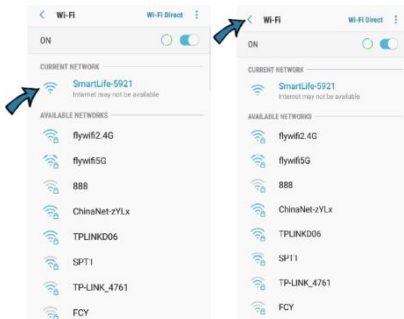 < Wi-Fi Wi-Fi Direct
ON
CURRENT NETWORK
SmartLife-5921
Internet may not be available
AVAILABLE NETWORKS
flywifi2.4G
flywifi5G
888
ChinaNet-zYLx
TPLINKD06
SPT1
TP-LINK_4761
FCY
< Wi-Fi Wi-Fi Direct
ON
CURRENT NETWORK
SmartLife-5921
Internet may not be available
AVAILABLE NETWORKS
flywifi2.4G
flywifi5G
888
ChinaNet-zYLx
TPLINKD06
SPT1
TP-LINK_4761
FCY